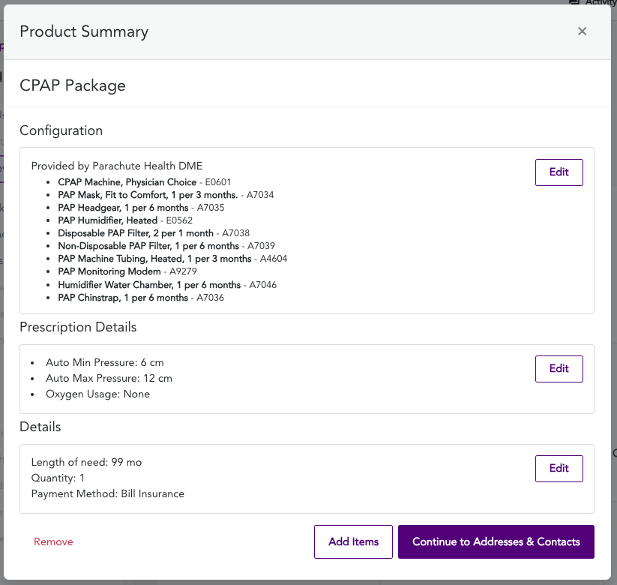 Activity
Product Summary
×
CPAP Package
Configuration
Provided by Parachute Health DME
Edit
• CPAP Machine, Physician Choice - E0601
• PAP Mask, Fit to Comfort, 1 per 3 months. - A7034
• PAP Headgear, 1 per 6 months - A7035
• PAP Humidifier, Heated - E0562
• Disposable PAP Filter, 2 per 1 month - A7038
• Non-Disposable PAP Filter, 1 per 6 months - A7039
• PAP Machine Tubing, Heated, 1 per 3 months - A4604
• PAP Monitoring Modem - A9279
• Humidifier Water Chamber, 1 per 6 months - A7046
• PAP Chinstrap, 1 per 6 months - A7036
Prescription Details
• Auto Min Pressure: 6 cm
Edit
• Auto Max Pressure: 12 cm
• Oxygen Usage: None
Details
Length of need: 99 mo
Edit
Quantity: 1
Payment Method: Bill Insurance
Remove
Add Items
Continue to Addresses & Contacts